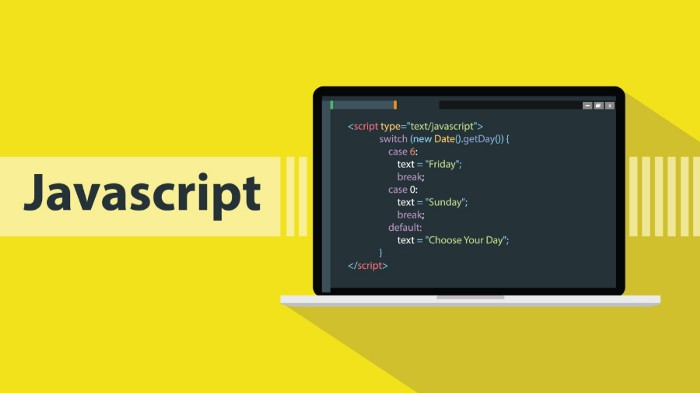 Javascript
<script type="text/javascript">
switch (new Date().getDay()) {
case 6:
text = "Friday";
break;
case 0:
text = "Sunday";
break;
default:
text = "Choose Your Day";
}
</script>